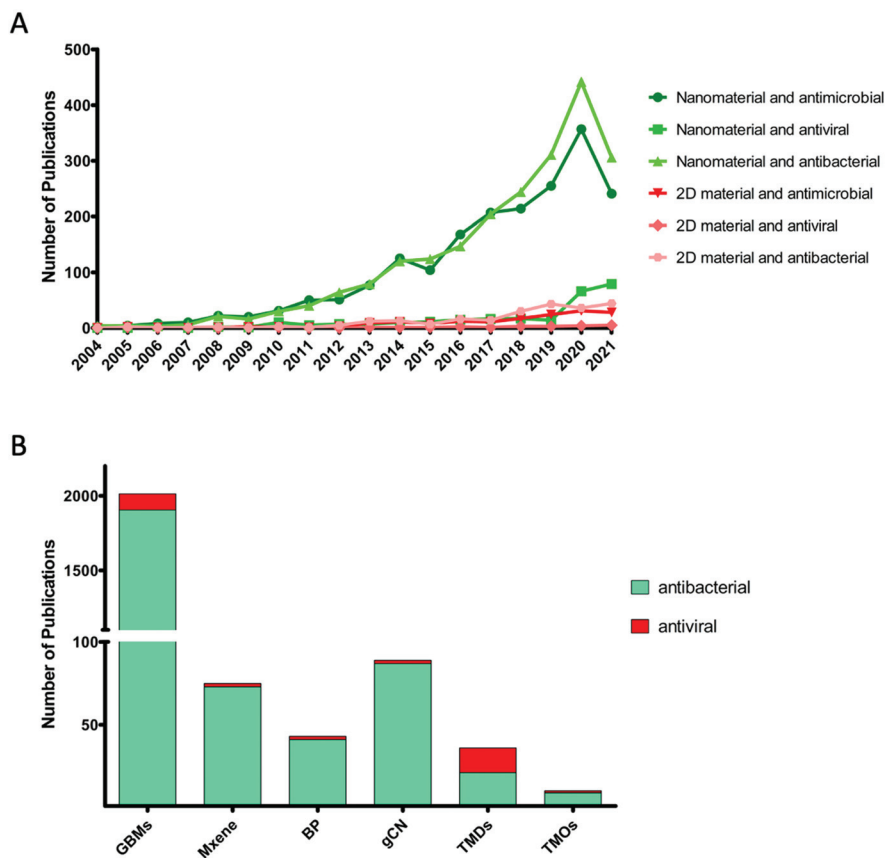 A
Number of Publications
500
400
300
200
100
0
2004
2005
2006
2007
2008
2009
2010
2011
2012
2013
2014
2015
2016
2017
2018
2019
2020
2021
Nanomaterial and antimicrobial
Nanomaterial and antiviral
Nanomaterial and antibacterial
2D material and antimicrobial
2D material and antiviral
2D material and antibacterial
B
Number of Publications
2000
1500
100
50
GBMs
Mxene
BP
gCN
TMDs
TMOs
antibacterial
antiviral